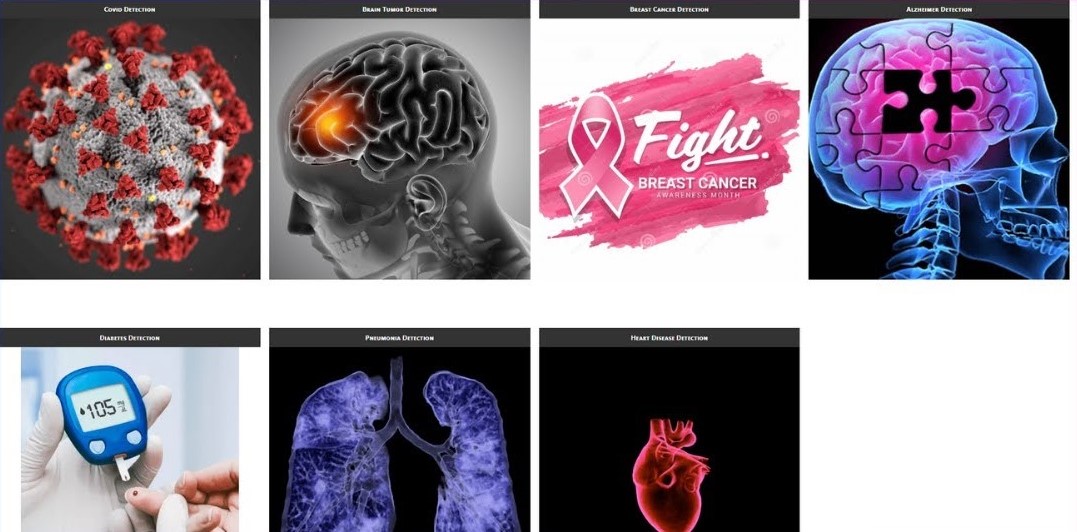 Covid Detection
Brain Tumor Detection
Breast Cancer Detection
Alzheimer Detection
Fight
BREAST CANCER
AWARENESS MONTH
Diabetes Detection
Pneumonia Detection
Heart Disease Detection
105